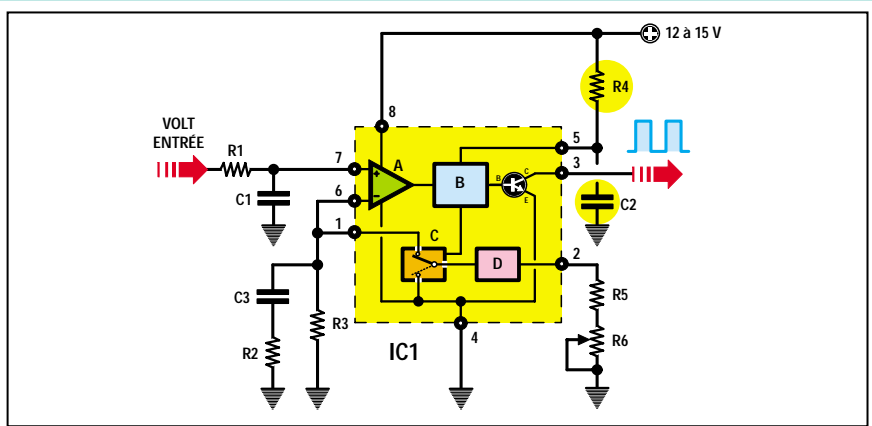 12 à 15 V
R4
8
VOLT
ENTRÉE
R1
5
7
A
3
+
B
B
C
E
6
−
C1
C2
1
C
D
2
C3
R5
R3
R6
R2
4
IC1